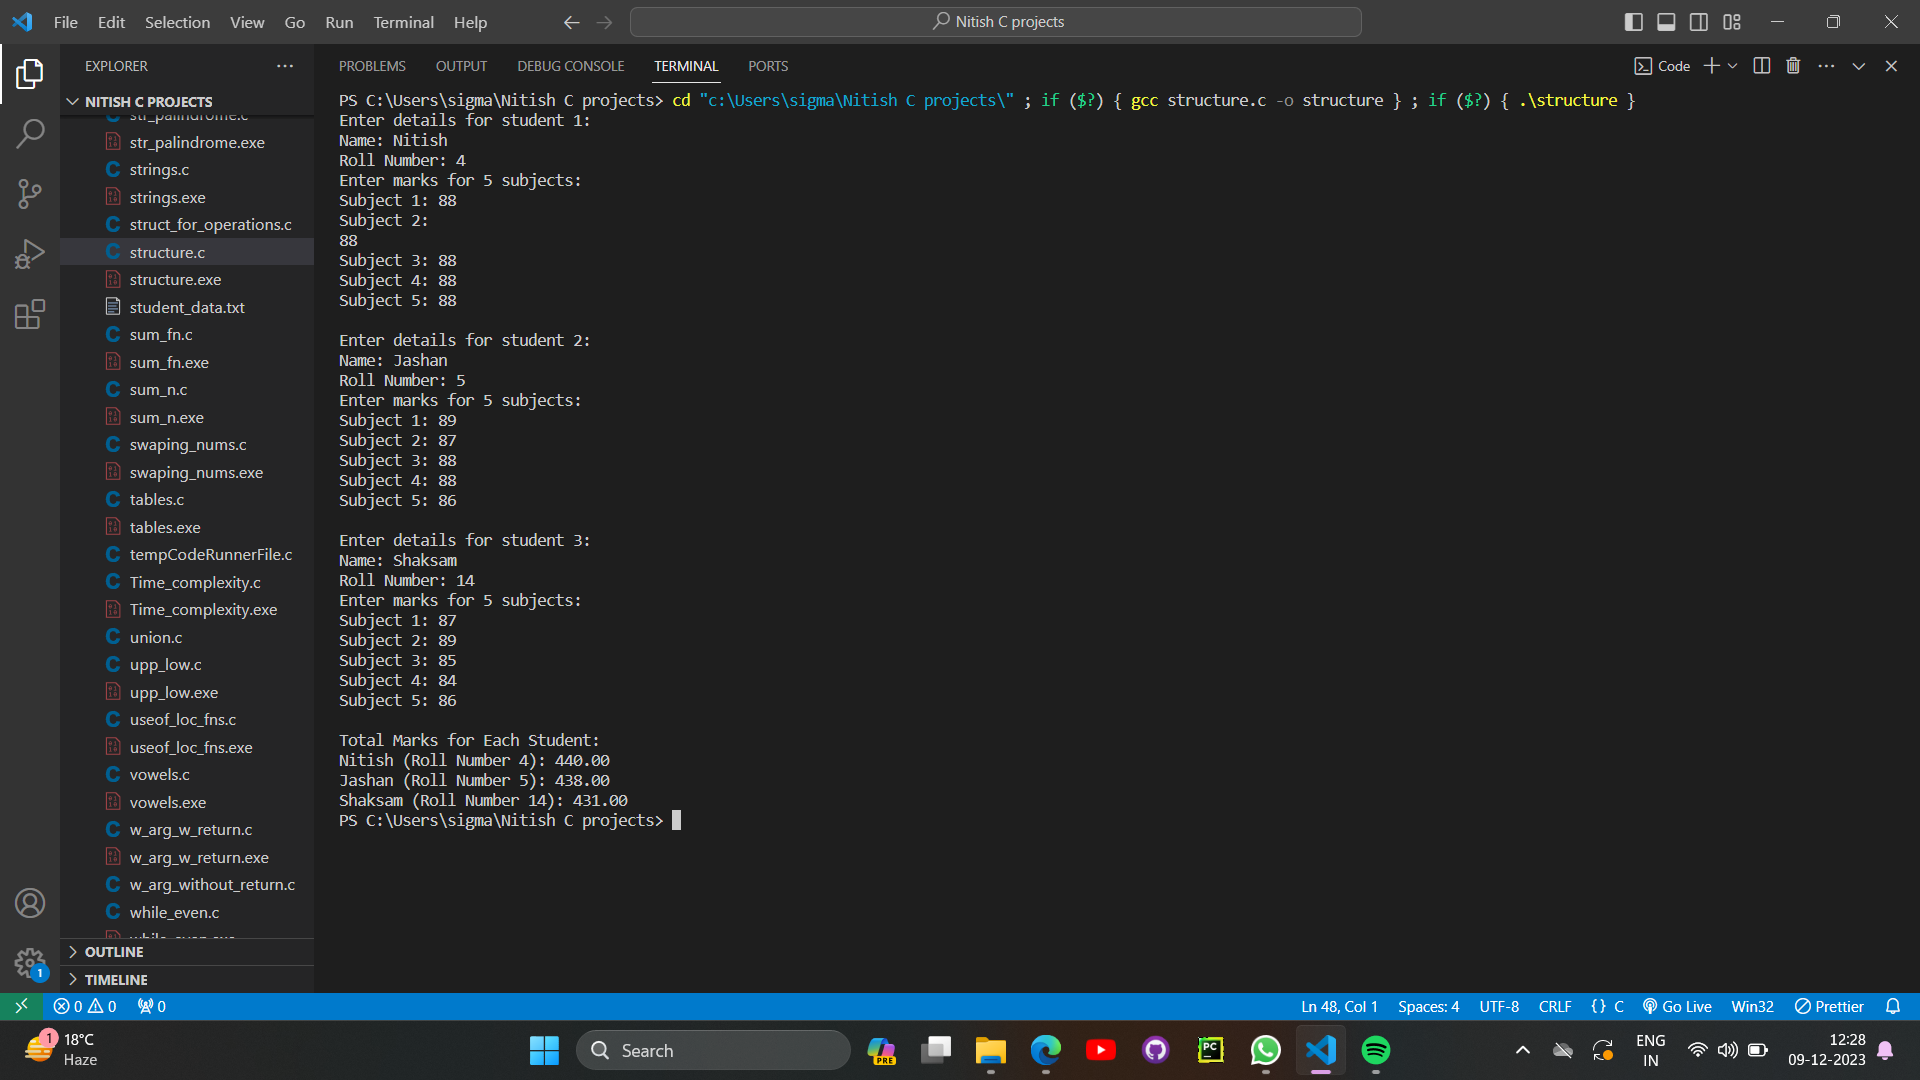 File Edit Selection View Go Run Terminal Help
Nitish C projects
EXPLORER
NITISH C PROJECTS
str_palindrome.c
str_palindrome.exe
strings.c
strings.exe
struct_for_operations.c
structure.c
structure.exe
student_data.txt
sum_fn.c
sum_fn.exe
sum_n.c
sum_n.exe
swaping_nums.c
swaping_nums.exe
tables.c
tables.exe
tempCodeRunnerFile.c
Time_complexity.c
Time_complexity.exe
union.c
upp_low.c
upp_low.exe
useof_loc_fns.c
useof_loc_fns.exe
vowels.c
vowels.exe
w_arg_w_return.c
w_arg_w_return.exe
w_arg_without_return.c
while_even.c
while_even.exe
OUTLINE
TIMELINE
PROBLEMS OUTPUT DEBUG CONSOLE TERMINAL PORTS
Code
PS C:\Users\sigma\Nitish C projects> cd "c:\Users\sigma\Nitish C projects\" ; if ($?) { gcc structure.c -o structure } ; if ($?) { .\structure }
Enter details for student 1:
Name: Nitish
Roll Number: 4
Enter marks for 5 subjects:
Subject 1: 88
Subject 2:
88
Subject 3: 88
Subject 4: 88
Subject 5: 88
Enter details for student 2:
Name: Jashan
Roll Number: 5
Enter marks for 5 subjects:
Subject 1: 89
Subject 2: 87
Subject 3: 88
Subject 4: 88
Subject 5: 86
Enter details for student 3:
Name: Shaksam
Roll Number: 14
Enter marks for 5 subjects:
Subject 1: 87
Subject 2: 89
Subject 3: 85
Subject 4: 84
Subject 5: 86
Total Marks for Each Student:
Nitish (Roll Number 4): 440.00
Jashan (Roll Number 5): 438.00
Shaksam (Roll Number 14): 431.00
PS C:\Users\sigma\Nitish C projects>
1
0 0 0
Ln 48, Col 1 Spaces: 4 UTF-8 CRLF {} C Go Live Win32 Prettier
1
18°C
Haze
Search
PRE
PC
ENG
IN
12:28
09-12-2023